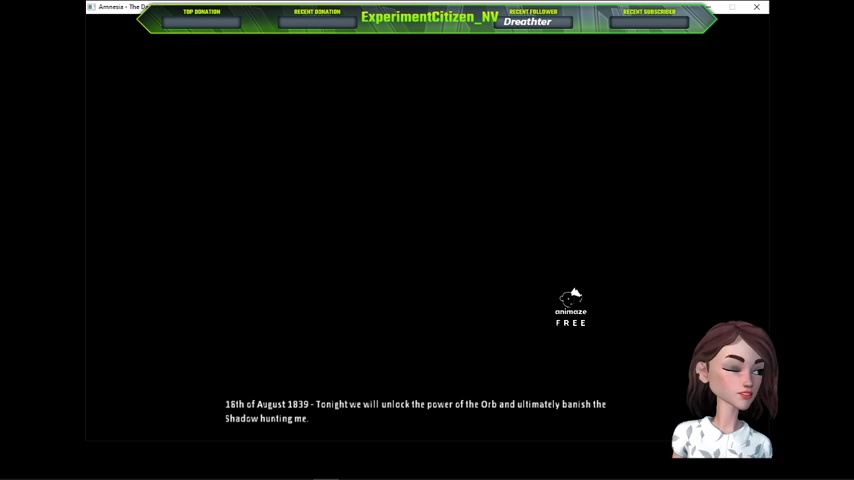 Amnesia - The Da
TOP DONATION
RECENT DONATION
ExperimentCitizen_NV
RECENT FOLLOWER
Dreathter
RECENT SUBSCRIBER
animaze
FREE
16th of August 1839 - Tonight we will unlock the power of the Orb and ultimately banish the
Shadow hunting me.